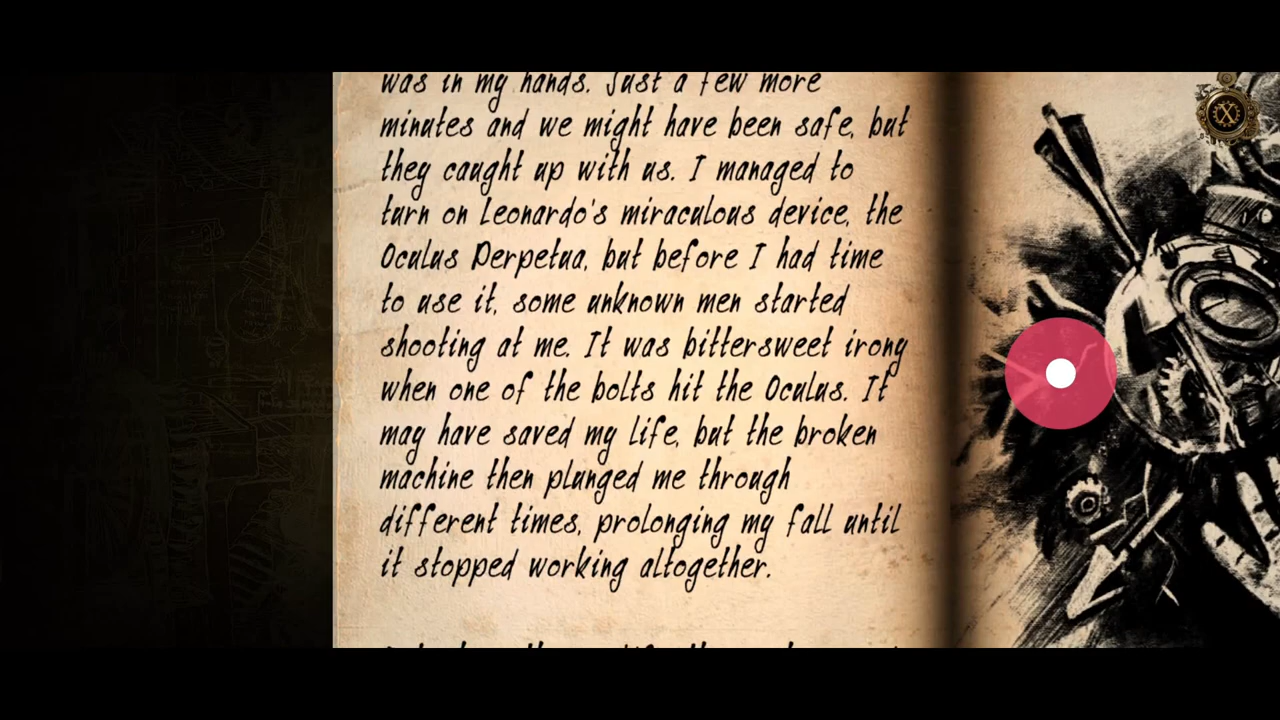 was in my hands. Just a few more
minutes and we might have been safe, but
they caught up with us. I managed to
turn on Leonardo's miraculous device, the
Oculus Perpetua, but before I had time
to use it, some unknown men started
shooting at me. It was bittersweet irony
when one of the bolts hit the Oculus. It
may have saved my life, but the broken
machine then plunged me through
different times, prolonging my fall until
it stopped working altogether.
X